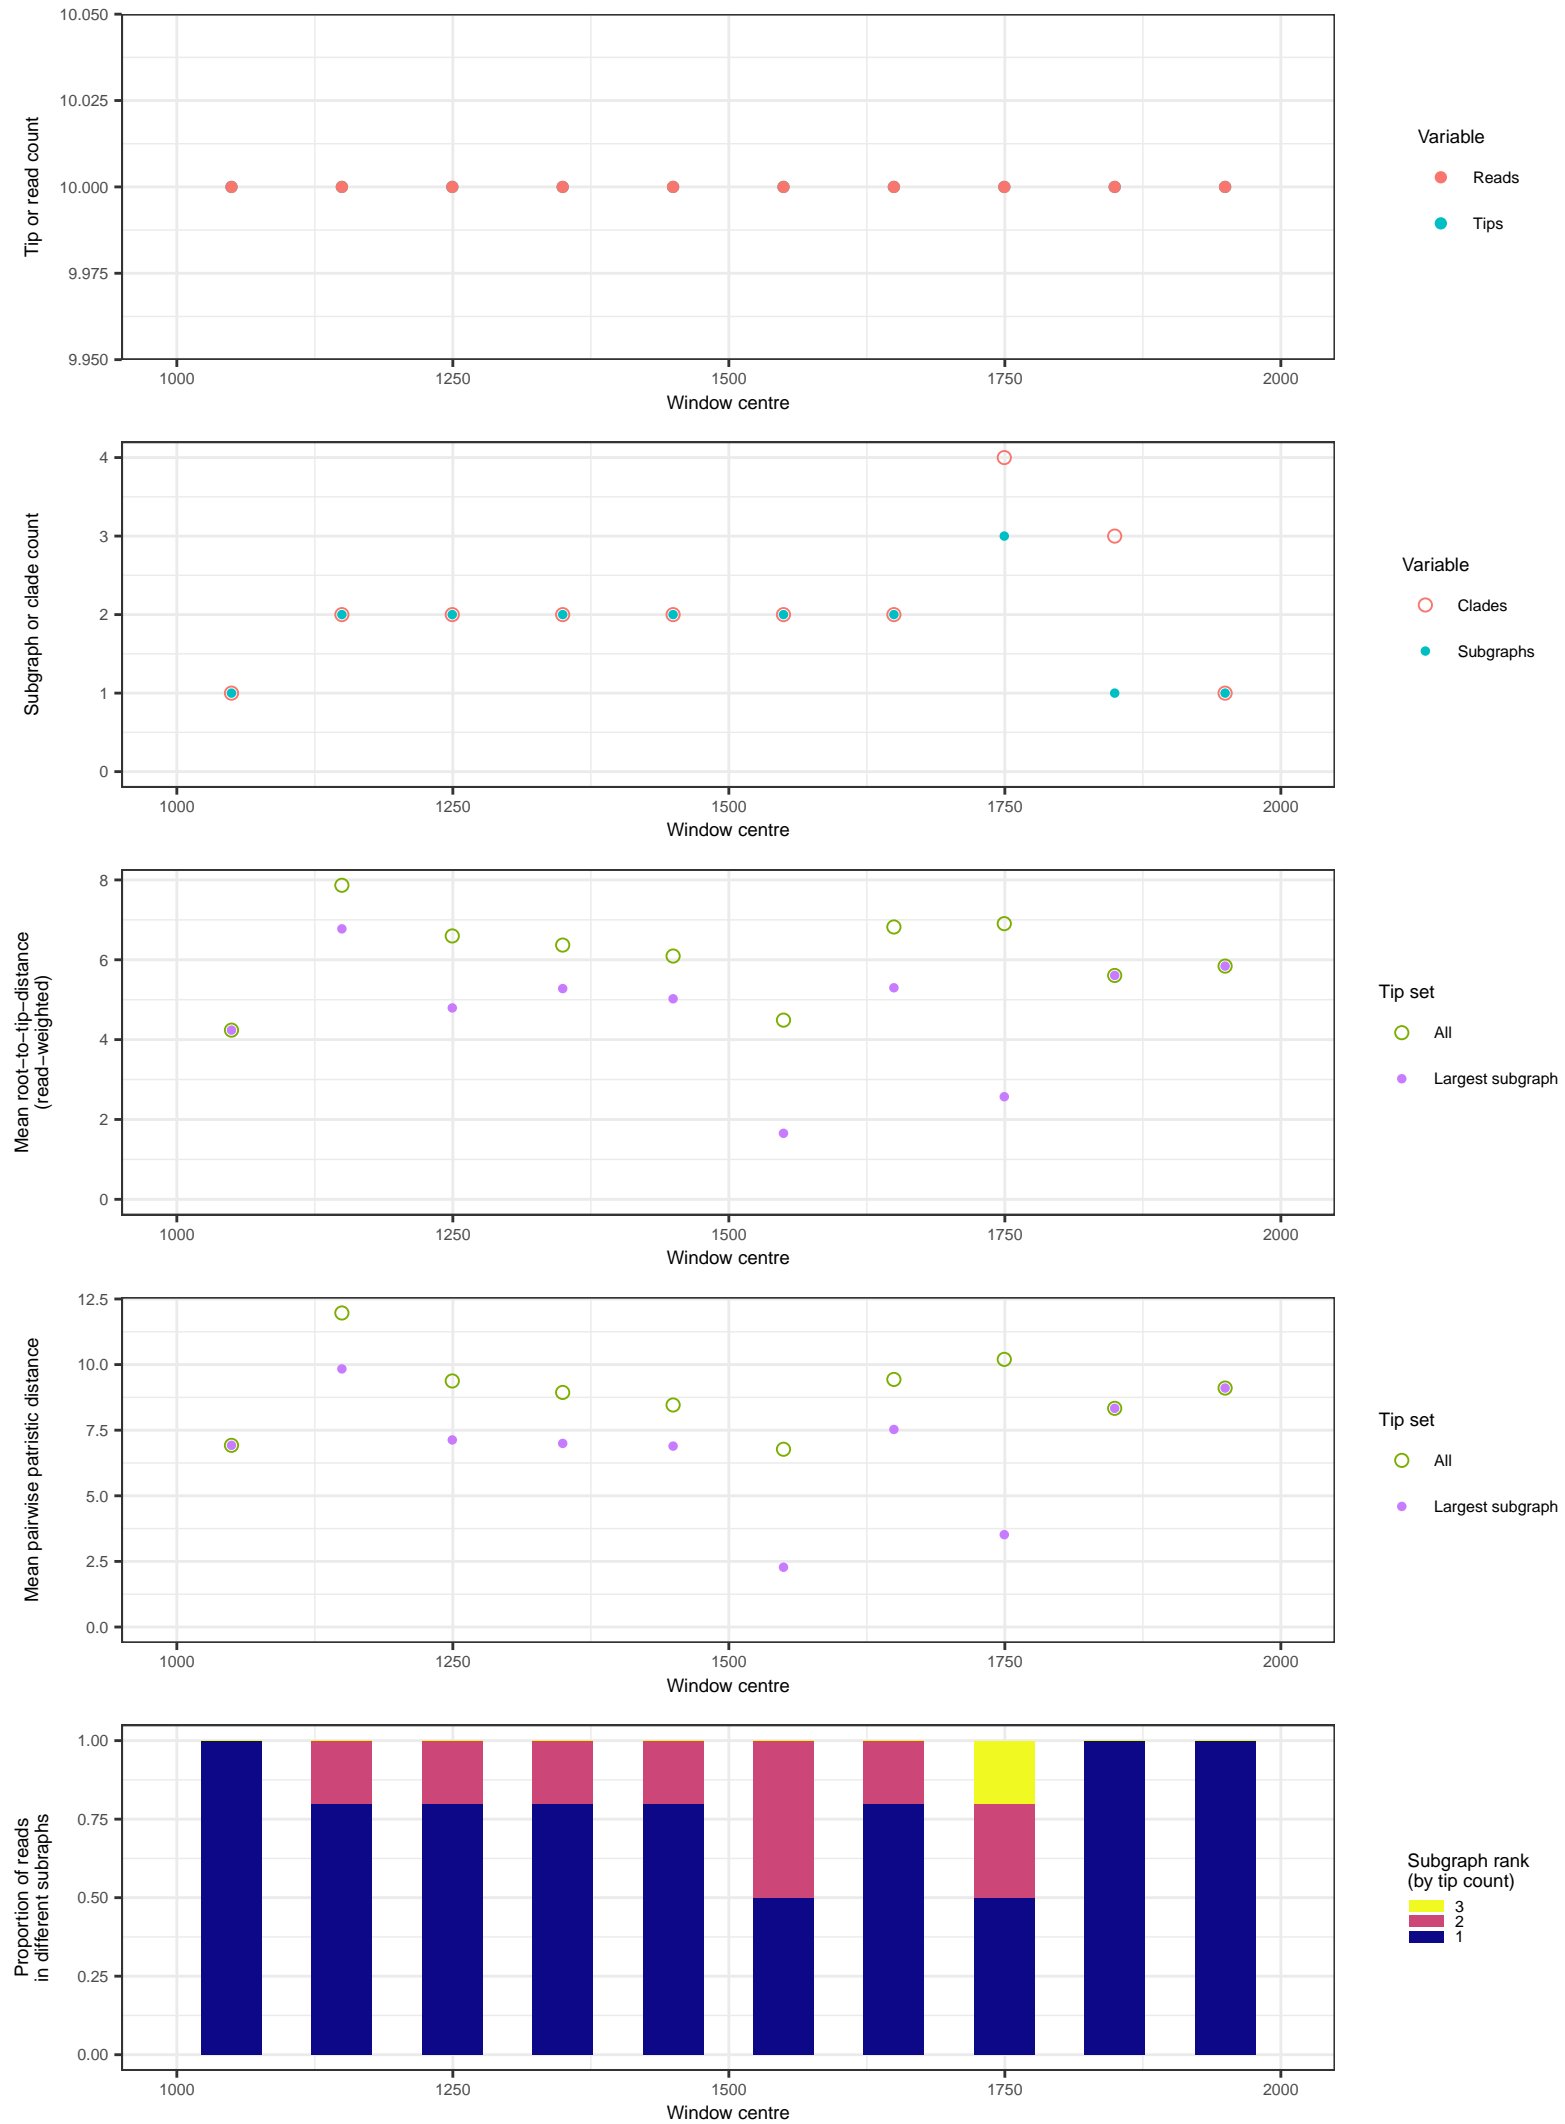 Tip or read count
10.050
10.025
10.000
9.975
9.950
1000 1250 1500 1750 2000
Window centre
Variable
Reads
Tips
Subgraph or clade count
4
3
2
1
0
1000 1250 1500 1750 2000
Window centre
Variable
Clades
Subgraphs
Mean root−to−tip−distance
(read−weighted)
8
6
4
2
0
1000 1250 1500 1750 2000
Window centre
Tip set
All
Largest subgraph
Mean pairwise patristic distance
12.5
10.0
7.5
5.0
2.5
0.0
1000 1250 1500 1750 2000
Window centre
Tip set
All
Largest subgraph
Proportion of reads
in different subraphs
1.00
0.75
0.50
0.25
0.00
1000 1250 1500 1750 2000
Window centre
Subgraph rank
(by tip count)
3
2
1